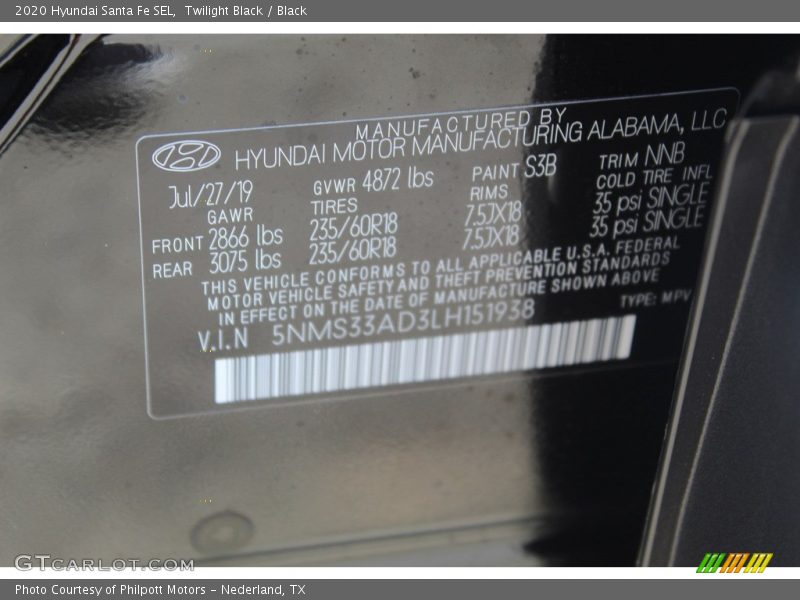 2020 Hyundai Santa Fe SEL,  Twilight Black / Black
MANUFACTURED BY
HYUNDAI MOTOR MANUFACTURING ALABAMA, LLC
Jul/27/19 GVWR 4872 lbs PAINT S3B TRIM NNB
GAWR TIRES RIMS COLD TIRE INFL
FRONT 2866 lbs 235/60R18 7.5JX18 35 psi SINGLE
REAR 3075 lbs 235/60R18 7.5JX18 35 psi SINGLE
THIS VEHICLE CONFORMS TO ALL APPLICABLE U.S.A. FEDERAL
MOTOR VEHICLE SAFETY AND THEFT PREVENTION STANDARDS
IN EFFECT ON THE DATE OF MANUFACTURE SHOWN ABOVE
V.I.N 5NMS33AD3LH151938 TYPE: MPV
GTCARLOT.COM
Photo Courtesy of Philpott Motors - Nederland, TX